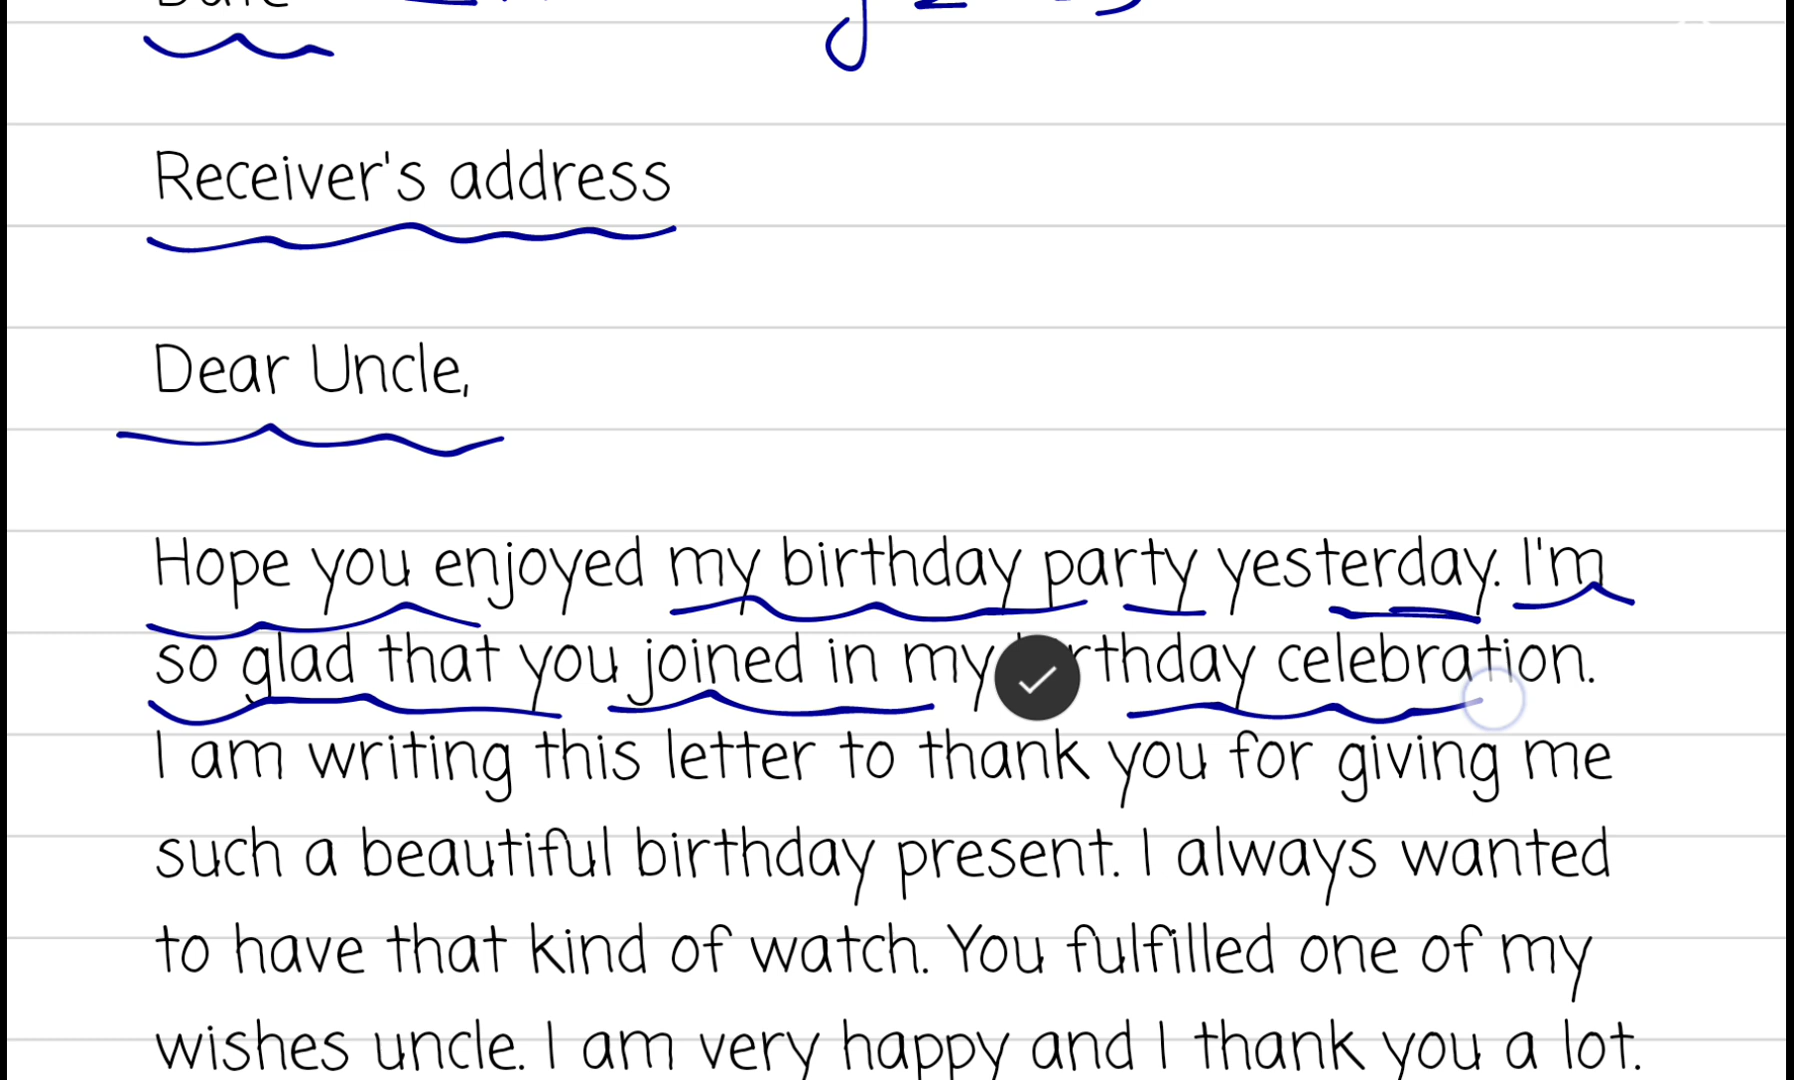 Date
Receiver's address
Dear Uncle,
Hope you enjoyed my birthday party yesterday. I'm
so glad that you joined in my celebration.
I am writing this letter to thank you for giving me
such a beautiful birthday present. I always wanted
to have that kind of watch. You fulfilled one of my
wishes uncle. I am very happy and I thank you a lot.